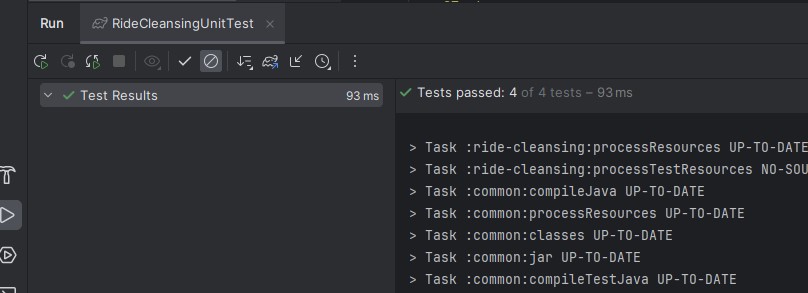 Run RideCleansingUnitTest
Test Results 93 ms
Tests passed: 4 of 4 tests – 93 ms
> Task :ride-cleansing:processResources UP-TO-DATE
> Task :ride-cleansing:processTestResources NO-SOU
> Task :common:compileJava UP-TO-DATE
> Task :common:processResources UP-TO-DATE
> Task :common:classes UP-TO-DATE
> Task :common:jar UP-TO-DATE
> Task :common:compileTestJava UP-TO-DATE